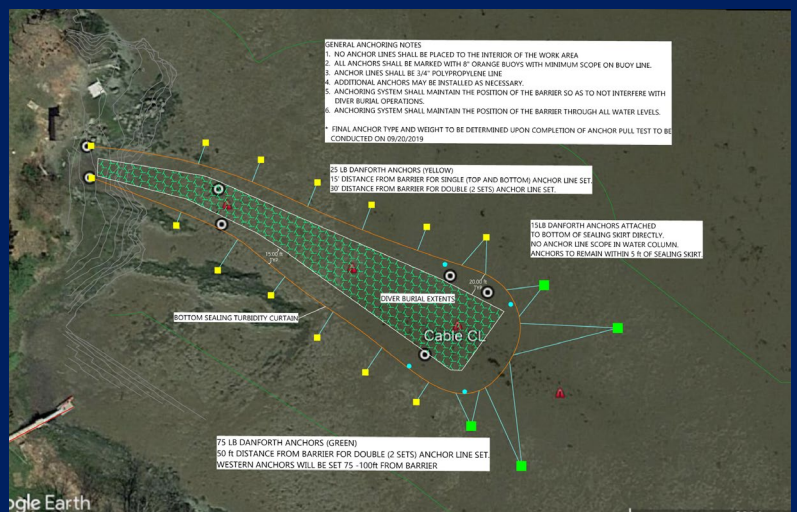 GENERAL ANCHORING NOTES
1. NO ANCHOR LINES SHALL BE PLACED TO THE INTERIOR OF THE WORK AREA
2. ALL ANCHORS SHALL BE MARKED WITH 8" ORANGE BUOYS WITH MINIMUM SCOPE ON BUOY LINE.
3. ANCHOR LINES SHALL BE 3/4" POLYPROPYLENE LINE
4. ADDITIONAL ANCHORS MAY BE INSTALLED AS NECESSARY.
5. ANCHORING SYSTEM SHALL MAINTAIN THE POSITION OF THE BARRIER SO AS TO NOT INTERFERE WITH
DIVER BURIAL OPERATIONS.
6. ANCHORING SYSTEM SHALL MAINTAIN THE POSITION OF THE BARRIER THROUGH ALL WATER LEVELS.
* FINAL ANCHOR TYPE AND WEIGHT TO BE DETERMINED UPON COMPLETION OF ANCHOR PULL TEST TO BE
CONDUCTED ON 09/20/2019
25 LB DANFORTH ANCHORS (YELLOW)
15' DISTANCE FROM BARRIER FOR SINGLE (TOP AND BOTTOM) ANCHOR LINE SET.
30' DISTANCE FROM BARRIER FOR DOUBLE (2 SETS) ANCHOR LINE SET.
15LB DANFORTH ANCHORS ATTACHED
TO BOTTOM OF SEALING SKIRT DIRECTLY.
NO ANCHOR LINE SCOPE IN WATER COLUMN.
ANCHORS TO REMAIN WITHIN 5 ft OF SEALING SKIRT.
15.00 ft
TYP.
20.00 ft
TYP.
DIVER BURIAL EXTENTS
BOTTOM SEALING TURBIDITY CURTAIN
Cable CL
75 LB DANFORTH ANCHORS (GREEN)
50 ft DISTANCE FROM BARRIER FOR DOUBLE (2 SETS) ANCHOR LINE SET.
WESTERN ANCHORS WILL BE SET 75 -100ft FROM BARRIER
ogle Earth